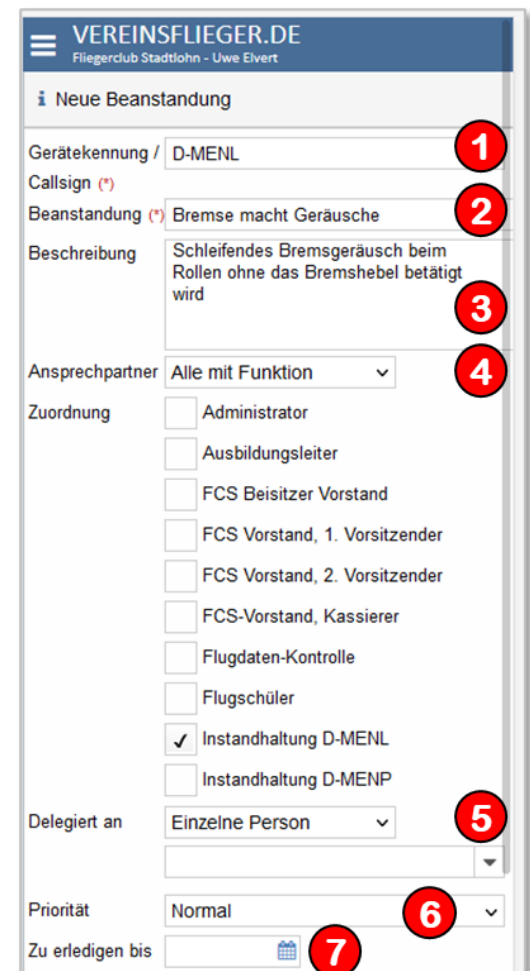 VEREINSFLIEGER.DE
Fliegerclub Stadtlohn - Uwe Elvert
i Neue Beanstandung
Gerätekennung / D-MENL 1
Callsign (*)
Beanstandung (*) Bremse macht Geräusche 2
Beschreibung Schleifendes Bremsgeräusch beim
Rollen ohne das Bremshebel betätigt
wird
3
Ansprechpartner Alle mit Funktion 4
Zuordnung Administrator
Ausbildungsleiter
FCS Beisitzer Vorstand
FCS Vorstand, 1. Vorsitzender
FCS Vorstand, 2. Vorsitzender
FCS-Vorstand, Kassierer
Flugdaten-Kontrolle
Flugschüler
✓ Instandhaltung D-MENL
Instandhaltung D-MENP
Delegiert an Einzelne Person 5
Priorität Normal 6
Zu erledigen bis 7